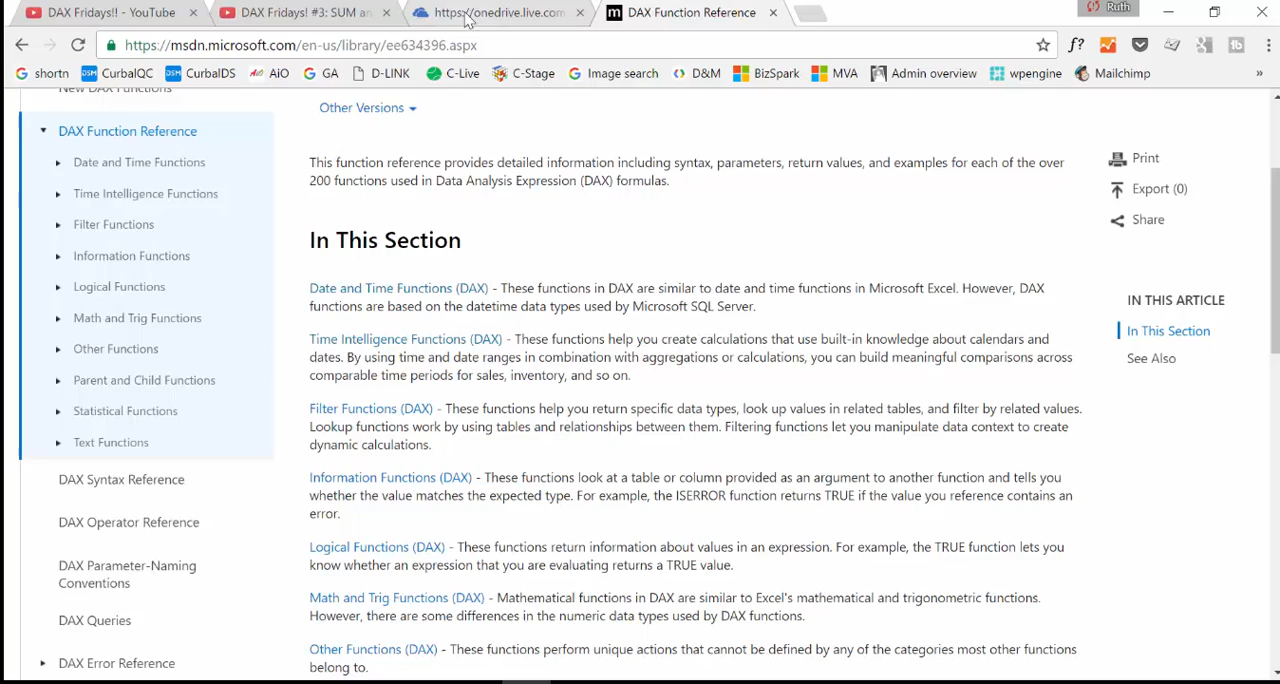 DAX Fridays!! - YouTube
DAX Fridays! #3: SUM an
https://onedrive.live.com
DAX Function Reference
Ruth
https://msdn.microsoft.com/en-us/library/ee634396.aspx
f?
shortn CurbalQC CurbalDS AiO GA D-LINK C-Live C-Stage Image search D&M BizSpark MVA Admin overview wpengine Mailchimp »
New DAX Functions
DAX Function Reference
Date and Time Functions
Time Intelligence Functions
Filter Functions
Information Functions
Logical Functions
Math and Trig Functions
Other Functions
Parent and Child Functions
Statistical Functions
Text Functions
DAX Syntax Reference
DAX Operator Reference
DAX Parameter-Naming
Conventions
DAX Queries
DAX Error Reference
Other Versions
This function reference provides detailed information including syntax, parameters, return values, and examples for each of the over
200 functions used in Data Analysis Expression (DAX) formulas.
In This Section
Date and Time Functions (DAX) - These functions in DAX are similar to date and time functions in Microsoft Excel. However, DAX
functions are based on the datetime data types used by Microsoft SQL Server.
Time Intelligence Functions (DAX) - These functions help you create calculations that use built-in knowledge about calendars and
dates. By using time and date ranges in combination with aggregations or calculations, you can build meaningful comparisons across
comparable time periods for sales, inventory, and so on.
Filter Functions (DAX) - These functions help you return specific data types, look up values in related tables, and filter by related values.
Lookup functions work by using tables and relationships between them. Filtering functions let you manipulate data context to create
dynamic calculations.
Information Functions (DAX) - These functions look at a table or column provided as an argument to another function and tells you
whether the value matches the expected type. For example, the ISERROR function returns TRUE if the value you reference contains an
error.
Logical Functions (DAX) - These functions return information about values in an expression. For example, the TRUE function lets you
know whether an expression that you are evaluating returns a TRUE value.
Math and Trig Functions (DAX) - Mathematical functions in DAX are similar to Excel's mathematical and trigonometric functions.
However, there are some differences in the numeric data types used by DAX functions.
Other Functions (DAX) - These functions perform unique actions that cannot be defined by any of the categories most other functions
belong to.
Print
Export (0)
Share
IN THIS ARTICLE
In This Section
See Also